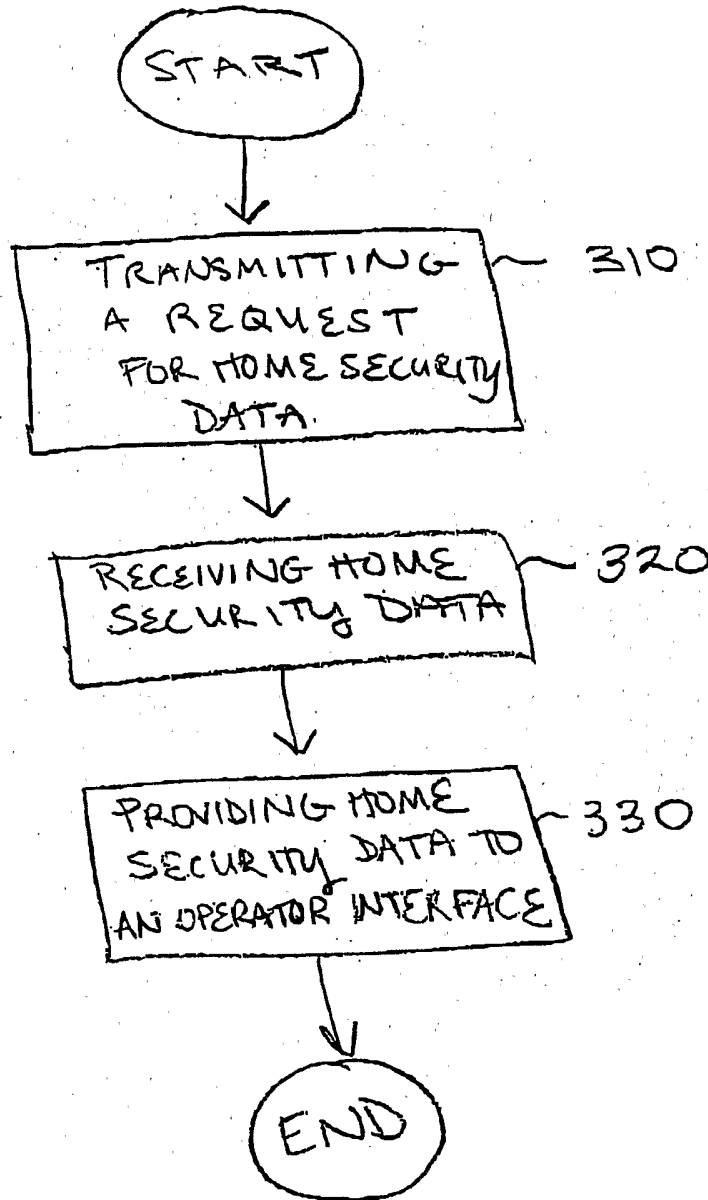 START
TRANSMITTING
A REQUEST
FOR HOME SECURITY
DATA.
310
RECEIVING HOME
SECURITY DATA
320
PROVIDING HOME
SECURITY DATA TO
AN OPERATOR INTERFACE
330
END